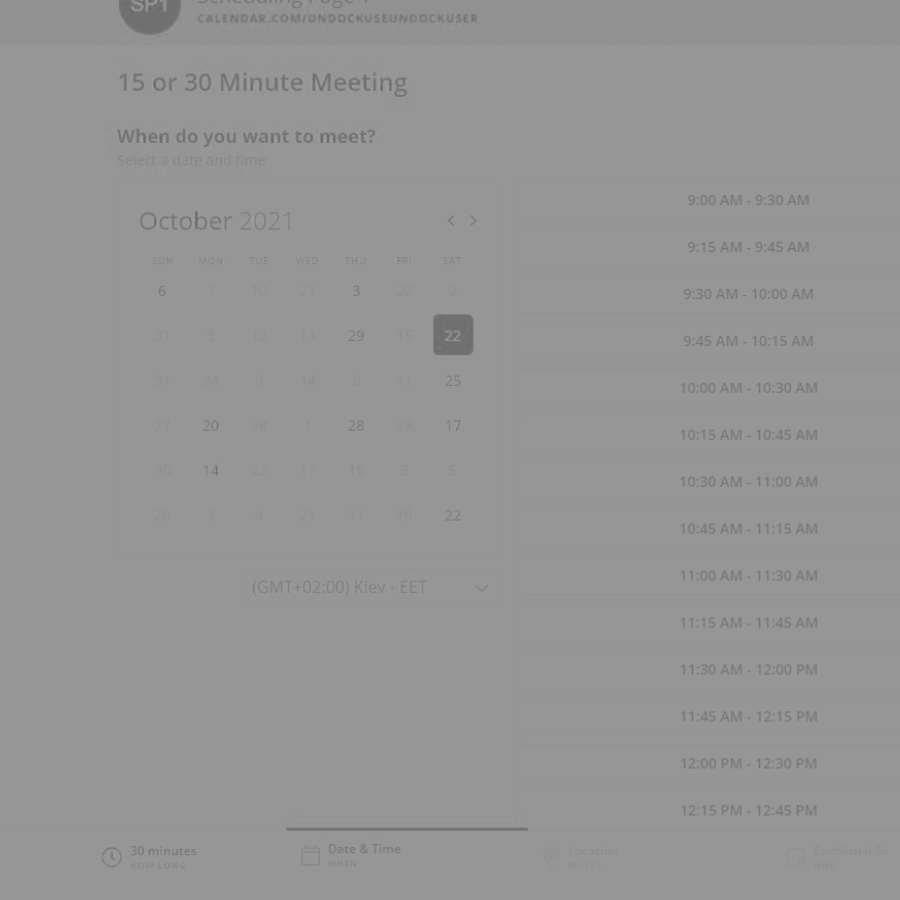 SP1
Scheduling Page 1
CALENDAR.COM/UNDOCKUSEUNDOCKUSER
15 or 30 Minute Meeting
When do you want to meet?
Select a date and time
October 2021
SUN MON TUE WED THU FRI SAT
6 7 10 21 3 22 7
31 3 12 13 29 15 22
31 24 9 14 8 11 25
27 20 28 1 28 28 17
30 14 22 17 15 3 5
26 3 4 21 11 19 22
(GMT+02:00) Kiev - EET
9:00 AM - 9:30 AM
9:15 AM - 9:45 AM
9:30 AM - 10:00 AM
9:45 AM - 10:15 AM
10:00 AM - 10:30 AM
10:15 AM - 10:45 AM
10:30 AM - 11:00 AM
10:45 AM - 11:15 AM
11:00 AM - 11:30 AM
11:15 AM - 11:45 AM
11:30 AM - 12:00 PM
11:45 AM - 12:15 PM
12:00 PM - 12:30 PM
12:15 PM - 12:45 PM
30 minutes
HOW LONG
Date & Time
WHEN
Location
WHERE
Confirm Info
WHO